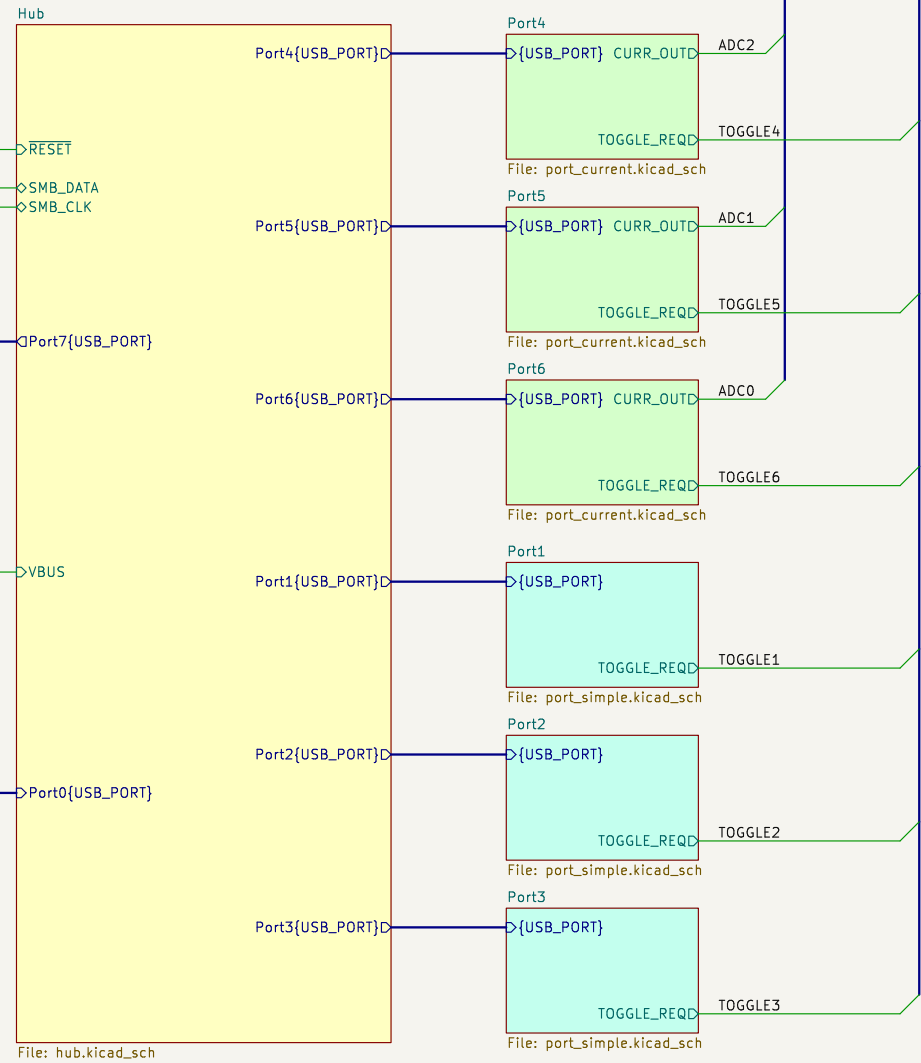 Hub
Port4{USB_PORT}
RESET
SMB_DATA
SMB_CLK
Port5{USB_PORT}
Port7{USB_PORT}
Port6{USB_PORT}
VBUS
Port1{USB_PORT}
Port2{USB_PORT}
Port0{USB_PORT}
Port3{USB_PORT}
File: hub.kicad_sch
Port4
{USB_PORT} CURR_OUT ADC2
TOGGLE_REQ TOGGLE4
File: port_current.kicad_sch
Port5
{USB_PORT} CURR_OUT ADC1
TOGGLE_REQ TOGGLE5
File: port_current.kicad_sch
Port6
{USB_PORT} CURR_OUT ADC0
TOGGLE_REQ TOGGLE6
File: port_current.kicad_sch
Port1
{USB_PORT}
TOGGLE_REQ TOGGLE1
File: port_simple.kicad_sch
Port2
{USB_PORT}
TOGGLE_REQ TOGGLE2
File: port_simple.kicad_sch
Port3
{USB_PORT}
TOGGLE_REQ TOGGLE3
File: port_simple.kicad_sch